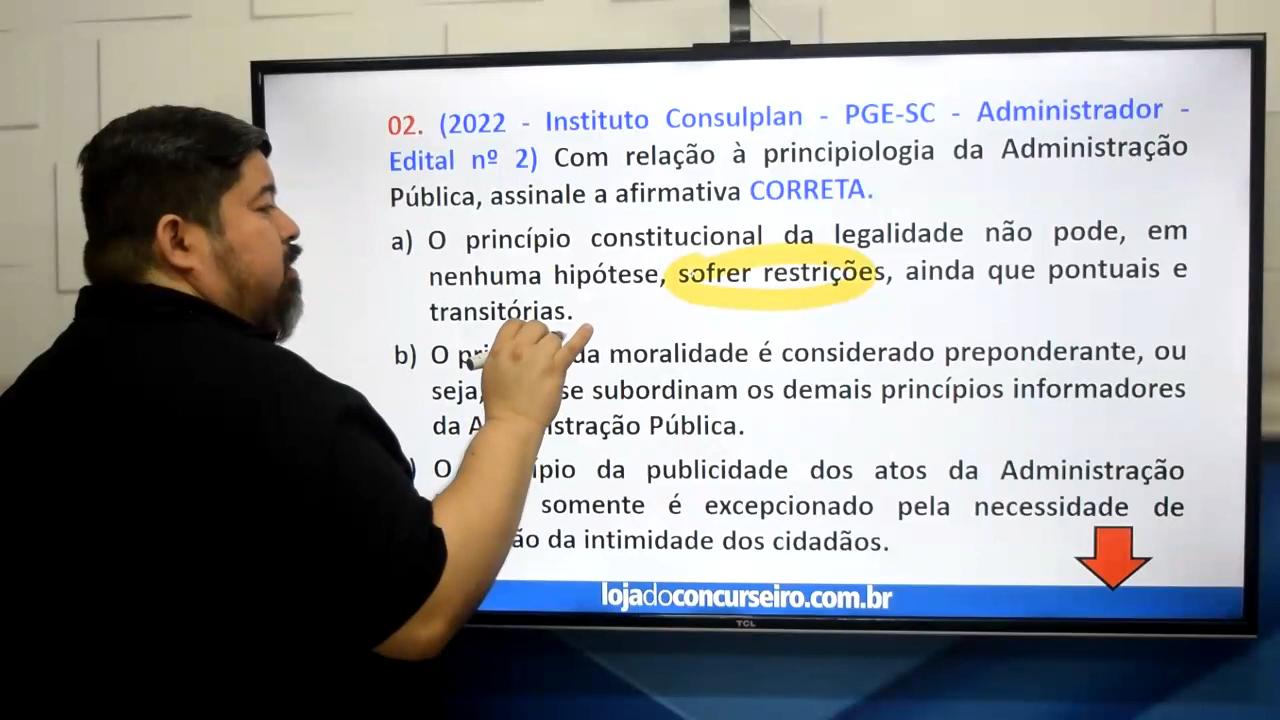 02. (2022 - Instituto Consulplan - PGE-SC - Administrador -
Edital nº 2) Com relação à principiologia da Administração
Pública, assinale a afirmativa CORRETA.
a) O princípio constitucional da legalidade não pode, em
nenhuma hipótese, sofrer restrições, ainda que pontuais e
transitórias.
b) O da moralidade é considerado preponderante, ou
seja, se subordinam os demais princípios informadores
da Pública.
O da publicidade dos atos da Administração
somente é excepcionado pela necessidade de
da intimidade dos cidadãos.
lojadoconcurseiro.com.br
TCL